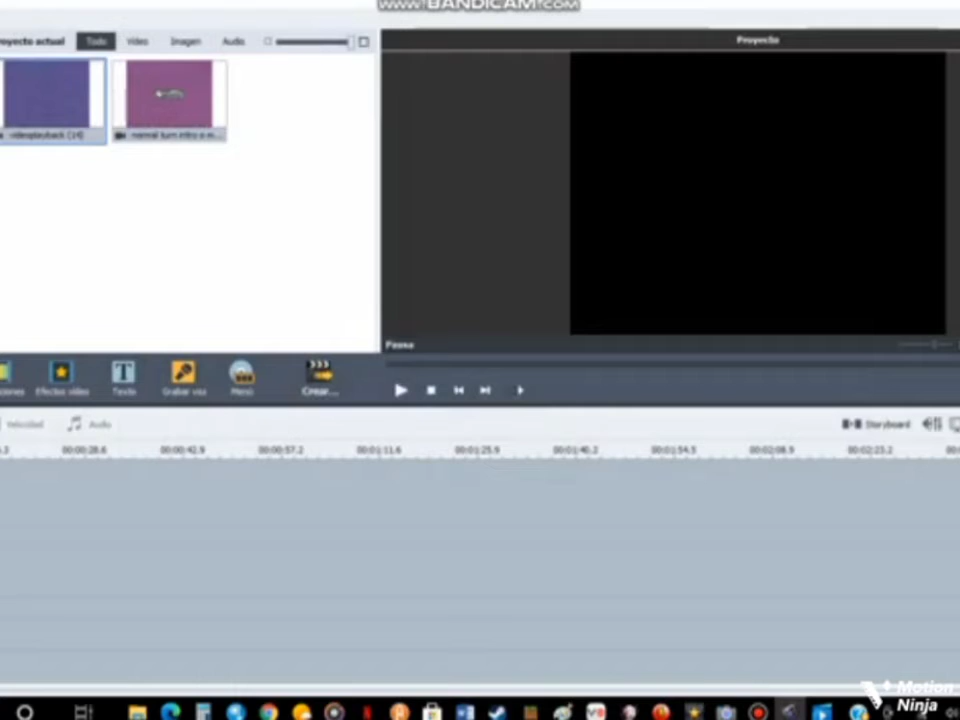 WWW.BANDICAM.COM
royecto actual Todo Vídeo Imagen Audio
Proyecto
videoplayback (14) normal turn intro o m...
Pausa
ciones Efectos vídeo Texto Grabar voz Menú Crear...
Velocidad Audio Storyboard
00:00:28.6 00:00:42.9 00:00:57.2 00:01:11.6 00:01:25.9 00:01:40.2 00:01:54.5 00:02:08.9 00:02:23.2
Motion
Ninja